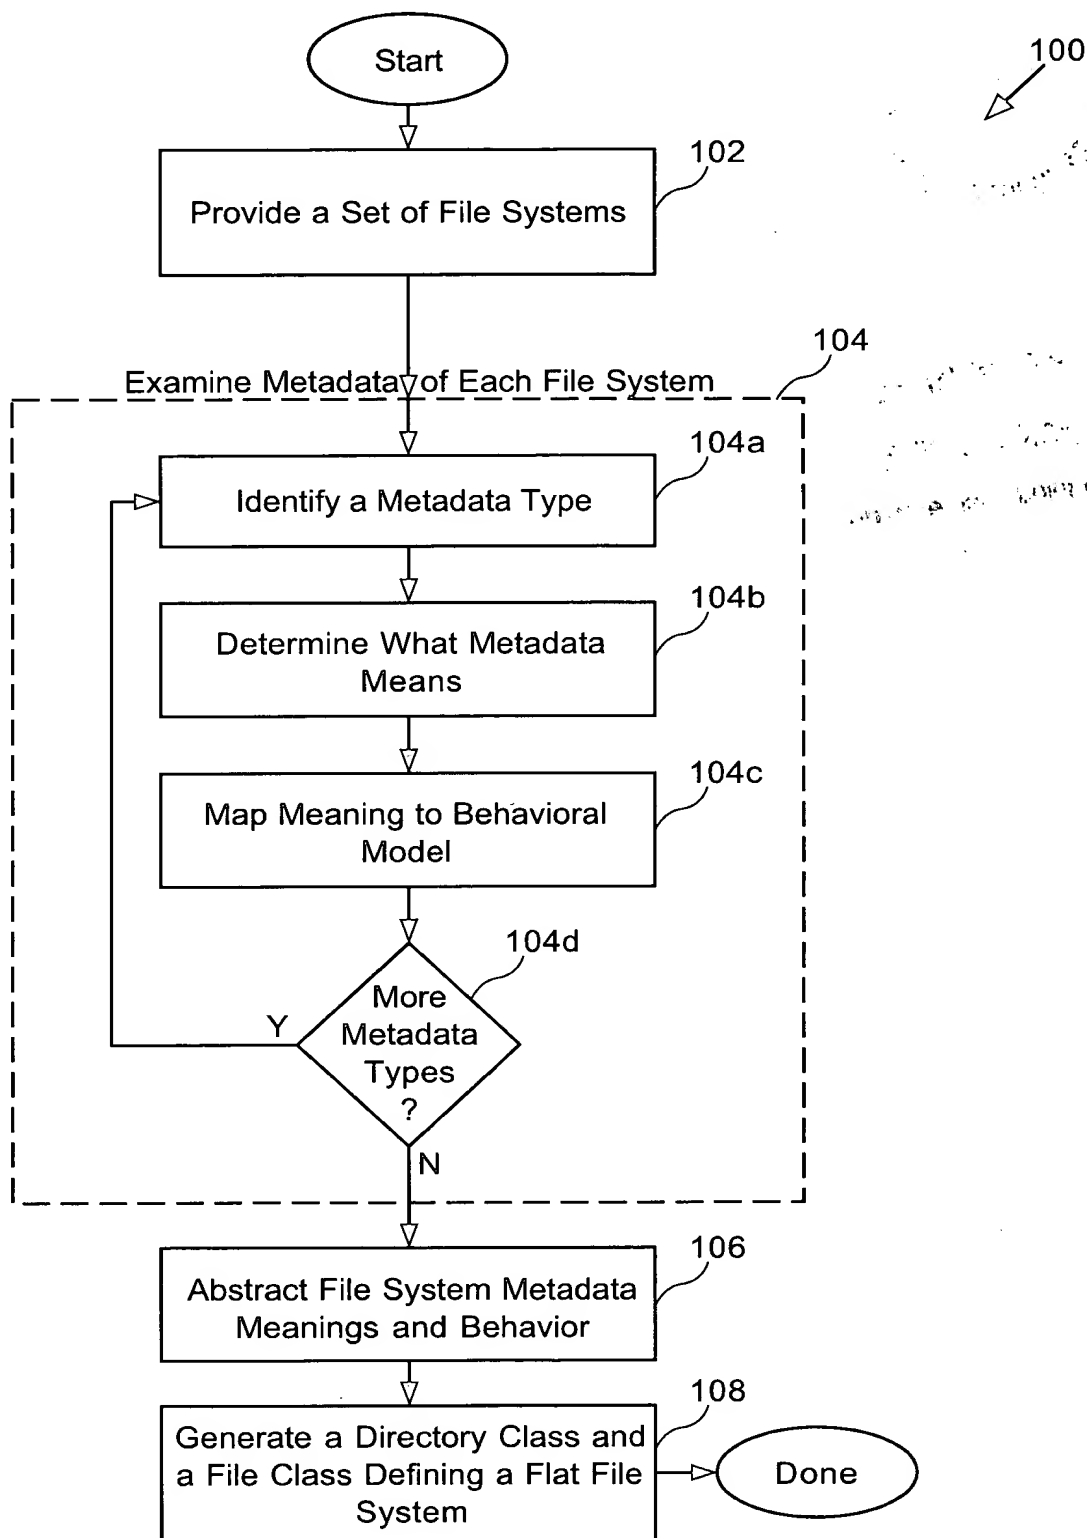 Start
100
102
Provide a Set of File Systems
104
Examine Metadata of Each File System
104a
Identify a Metadata Type
104b
Determine What Metadata
Means
104c
Map Meaning to Behavioral
Model
104d
More
Metadata
Types
?
Y
N
106
Abstract File System Metadata
Meanings and Behavior
108
Generate a Directory Class and
a File Class Defining a Flat File
System
Done